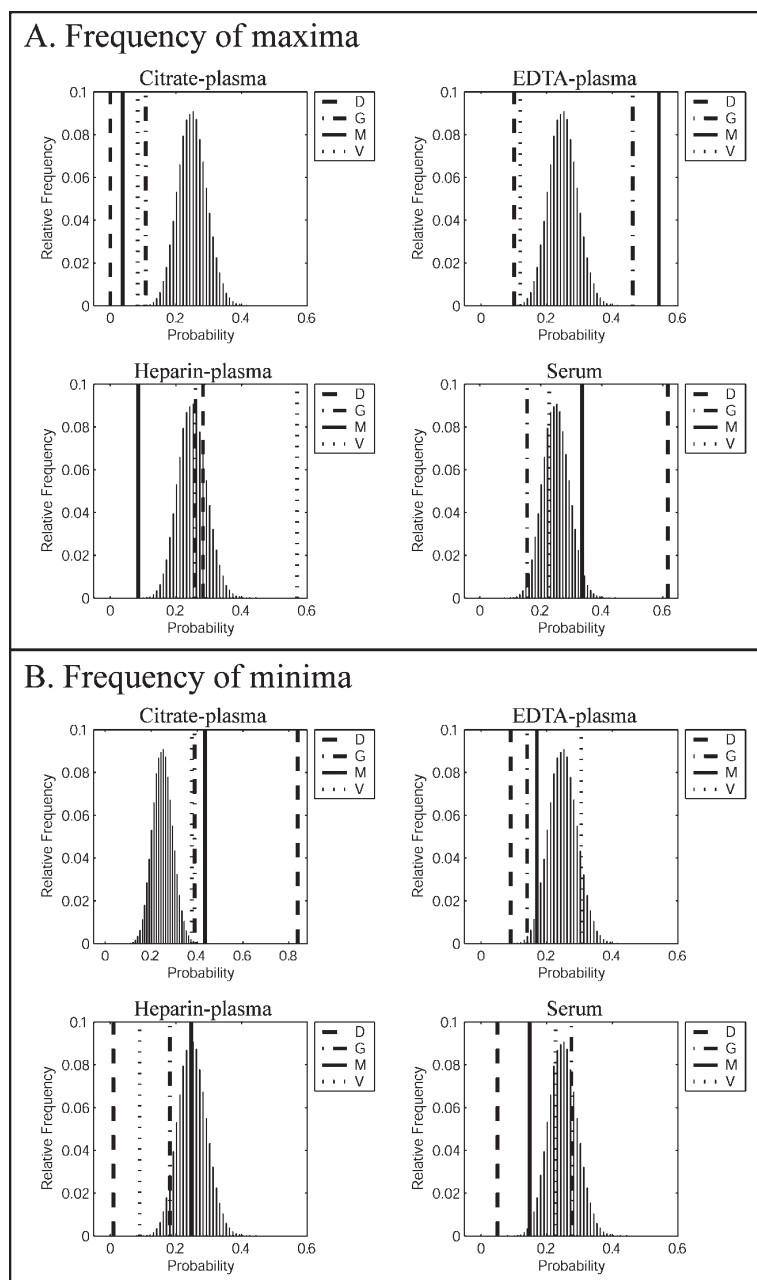 A. Frequency of maxima
Citrate-plasma
0.1
0.08
0.06
0.04
0.02
0
Relative Frequency
0 0.2 0.4 0.6
Probability
D
G
M
V
EDTA-plasma
0.1
0.08
0.06
0.04
0.02
0
Relative Frequency
0 0.2 0.4 0.6
Probability
D
G
M
V
Heparin-plasma
0.1
0.08
0.06
0.04
0.02
0
Relative Frequency
0 0.2 0.4 0.6
Probability
D
G
M
V
Serum
0.1
0.08
0.06
0.04
0.02
0
Relative Frequency
0 0.2 0.4 0.6
Probability
D
G
M
V
B. Frequency of minima
Citrate-plasma
0.1
0.08
0.06
0.04
0.02
0
Relative Frequency
0 0.2 0.4 0.6 0.8
Probability
D
G
M
V
EDTA-plasma
0.1
0.08
0.06
0.04
0.02
0
Relative Frequency
0 0.2 0.4 0.6
Probability
D
G
M
V
Heparin-plasma
0.1
0.08
0.06
0.04
0.02
0
Relative Frequency
0 0.2 0.4 0.6
Probability
D
G
M
V
Serum
0.1
0.08
0.06
0.04
0.02
0
Relative Frequency
0 0.2 0.4 0.6
Probability
D
G
M
V